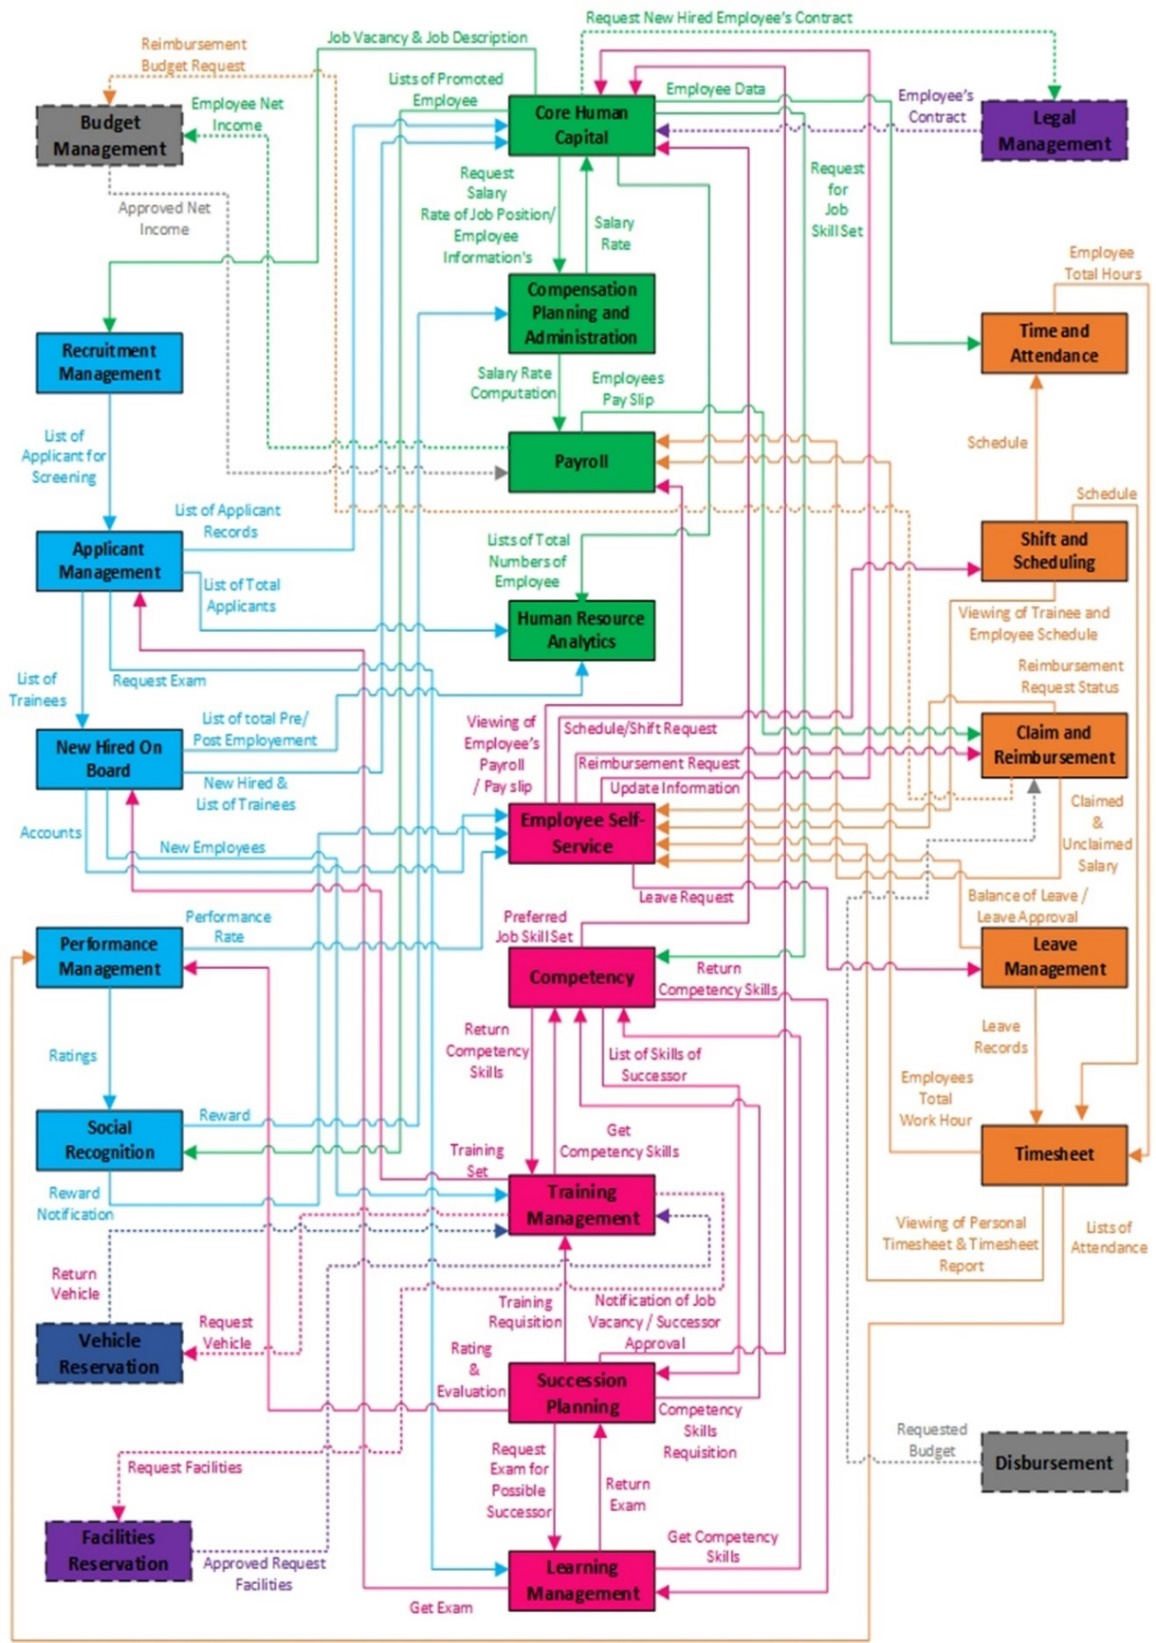 Request New Hired Employee's Contract
Job Vacancy & Job Description
Reimbursement
Budget Request
Lists of Promoted
Employee
Employee Data
Employee's
Contract
Employee Net
Income
Budget
Management
Core Human
Capital
Legal
Management
Approved Net
Income
Request
Salary
Rate of Job Position/
Employee
Information's
Salary
Rate
Request
for
Job
Skill Set
Employee
Total Hours
Compensation
Planning and
Administration
Time and
Attendance
Recruitment
Management
Salary Rate
Computation
Employees
Pay Slip
List of
Applicant for
Screening
Payroll
Schedule
Schedule
List of Applicant
Records
Applicant
Management
Shift and
Scheduling
Lists of Total
Numbers of
Employee
List of Total
Applicants
Human Resource
Analytics
Viewing of Trainee and
Employee Schedule
List of
Trainees
Request Exam
Reimbursement
Request Status
List of total Pre/
Post Employement
Viewing of
Employee's
Payroll
/ Pay slip
Schedule/Shift Request
New Hired On
Board
Claim and
Reimbursement
Reimbursement Request
New Hired &
List of Trainees
Update Information
Claimed
&
Unclaimed
Salary
Accounts
New Employees
Employee Self-
Service
Leave Request
Balance of Leave /
Leave Approval
Performance
Rate
Preferred
Job Skill Set
Performance
Management
Competency
Leave
Management
Return
Competency Skills
Ratings
Return
Competency
Skills
List of Skills of
Successor
Leave
Records
Employees
Total
Work Hour
Social
Recognition
Reward
Get
Competency Skills
Timesheet
Training
Set
Reward
Notification
Training
Management
Viewing of Personal
Timesheet & Timesheet
Report
Lists of
Attendance
Return
Vehicle
Training
Requisition
Notification of Job
Vacancy / Successor
Approval
Vehicle
Reservation
Request
Vehicle
Rating
&
Evaluation
Succession
Planning
Competency
Skills
Requisition
Requested
Budget
Disbursement
Request Facilities
Request
Exam for
Possible
Successor
Return
Exam
Facilities
Reservation
Approved Request
Facilities
Get Competency
Skills
Learning
Management
Get Exam